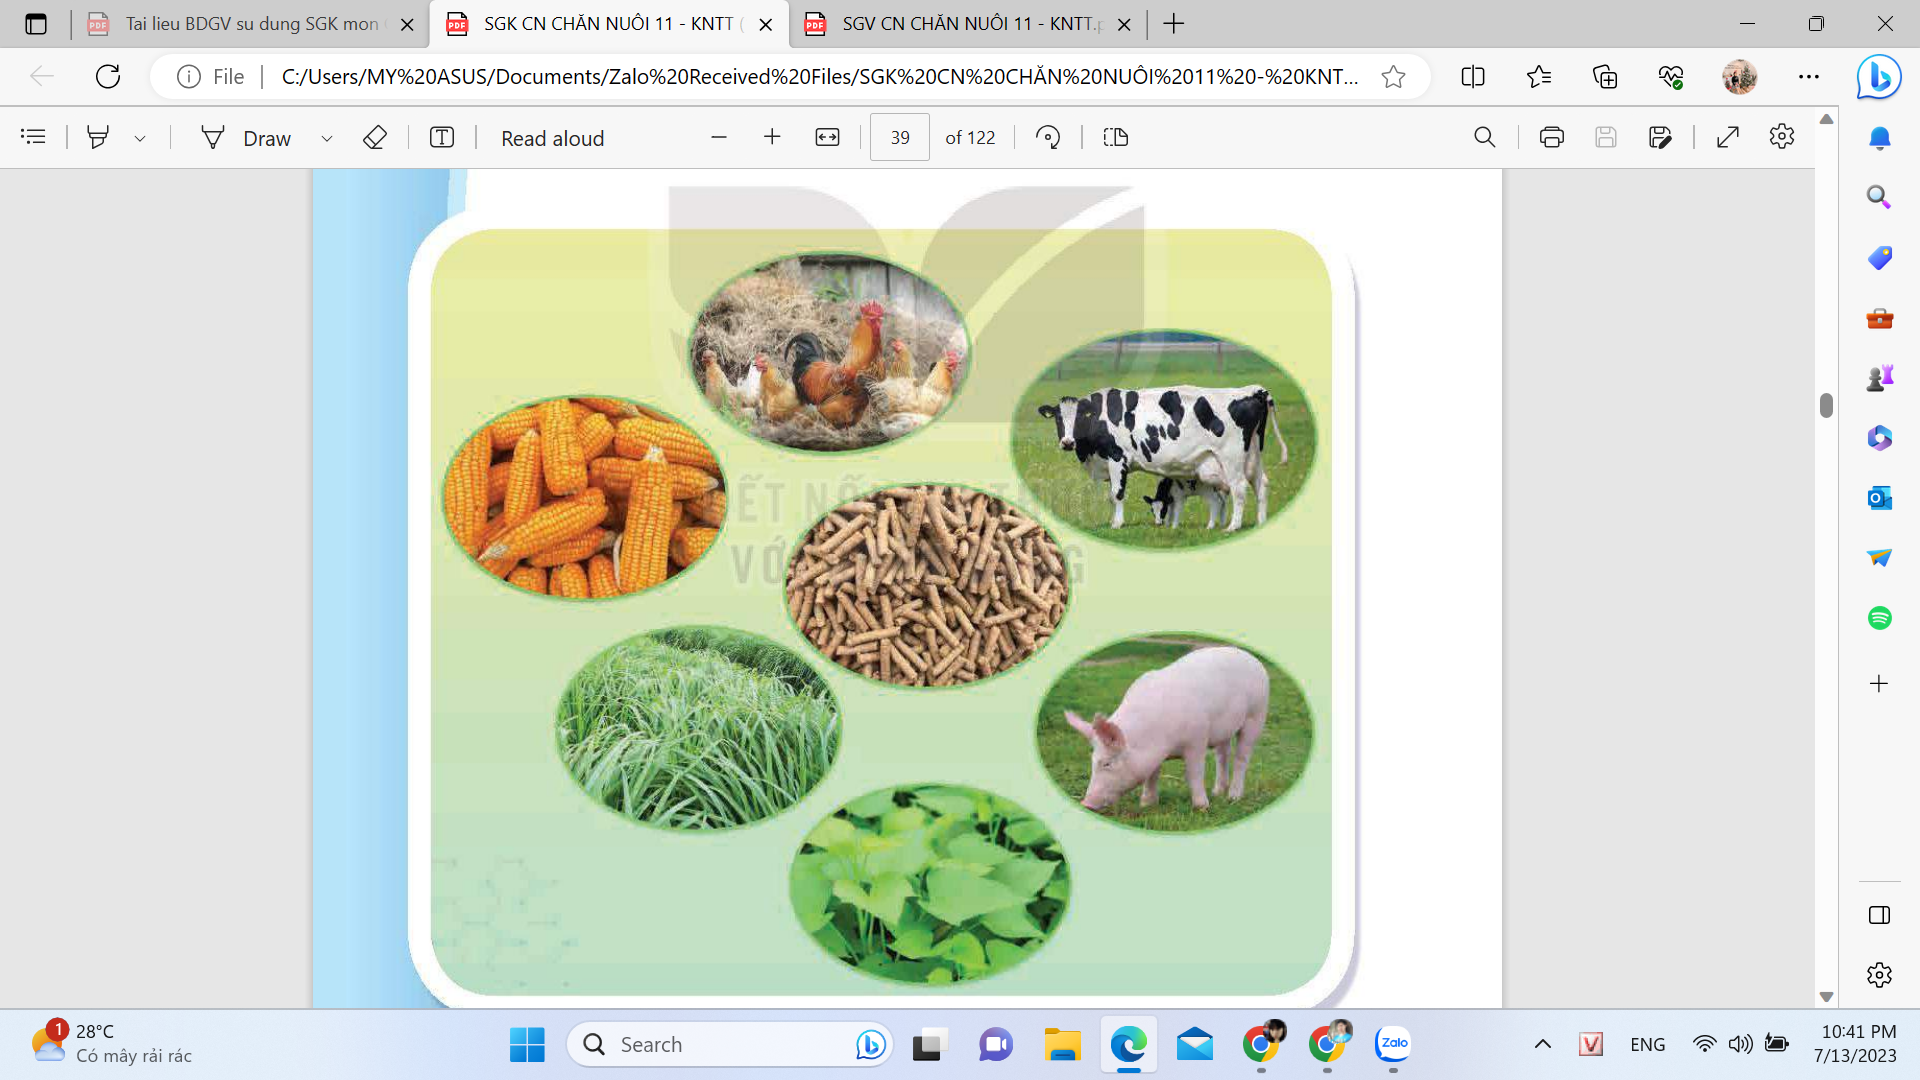 Tai lieu BDGV su dung SGK mon
SGK CN CHĂN NUÔI 11 - KNTT (
SGV CN CHĂN NUÔI 11 - KNTT.p
File
C:/Users/MY%20ASUS/Documents/Zalo%20Received%20Files/SGK%20CN%20CHĂN%20NUÔI%2011%20-%20KNT...
Draw
Read aloud
39
of 122
1
28°C
Có mây rải rác
Search
Zalo
ENG
10:41 PM
7/13/2023